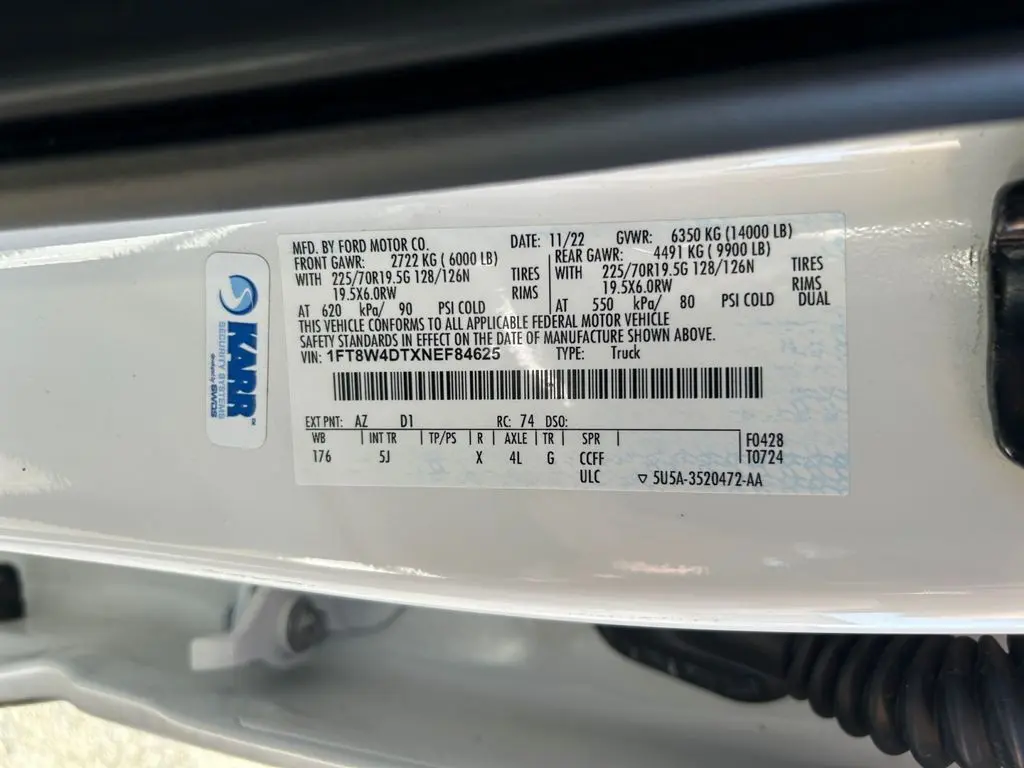 MFD. BY FORD MOTOR CO. DATE: 11/22 GVWR: 6350 KG (14000 LB)
FRONT GAWR: 2722 KG ( 6000 LB) REAR GAWR: 4491 KG ( 9900 LB)
WITH 225/70R19.5G 128/126N TIRES WITH 225/70R19.5G 128/126N TIRES
19.5X6.0RW RIMS 19.5X6.0RW RIMS
AT 620 kPa/ 90 PSI COLD AT 550 kPa/ 80 PSI COLD DUAL
THIS VEHICLE CONFORMS TO ALL APPLICABLE FEDERAL MOTOR VEHICLE
SAFETY STANDARDS IN EFFECT ON THE DATE OF MANUFACTURE SHOWN ABOVE.
VIN: 1FT8W4DTXNEF84625 TYPE: Truck
EXT PNT: AZ D1 RC: 74 DSO:
WB INT TR TP/PS R AXLE TR SPR F0428
176 5J X 4L G CCFF T0724
ULC ▽ 5U5A-3520472-AA
KARR™
SECURITY SYSTEMS
developed by SWDS